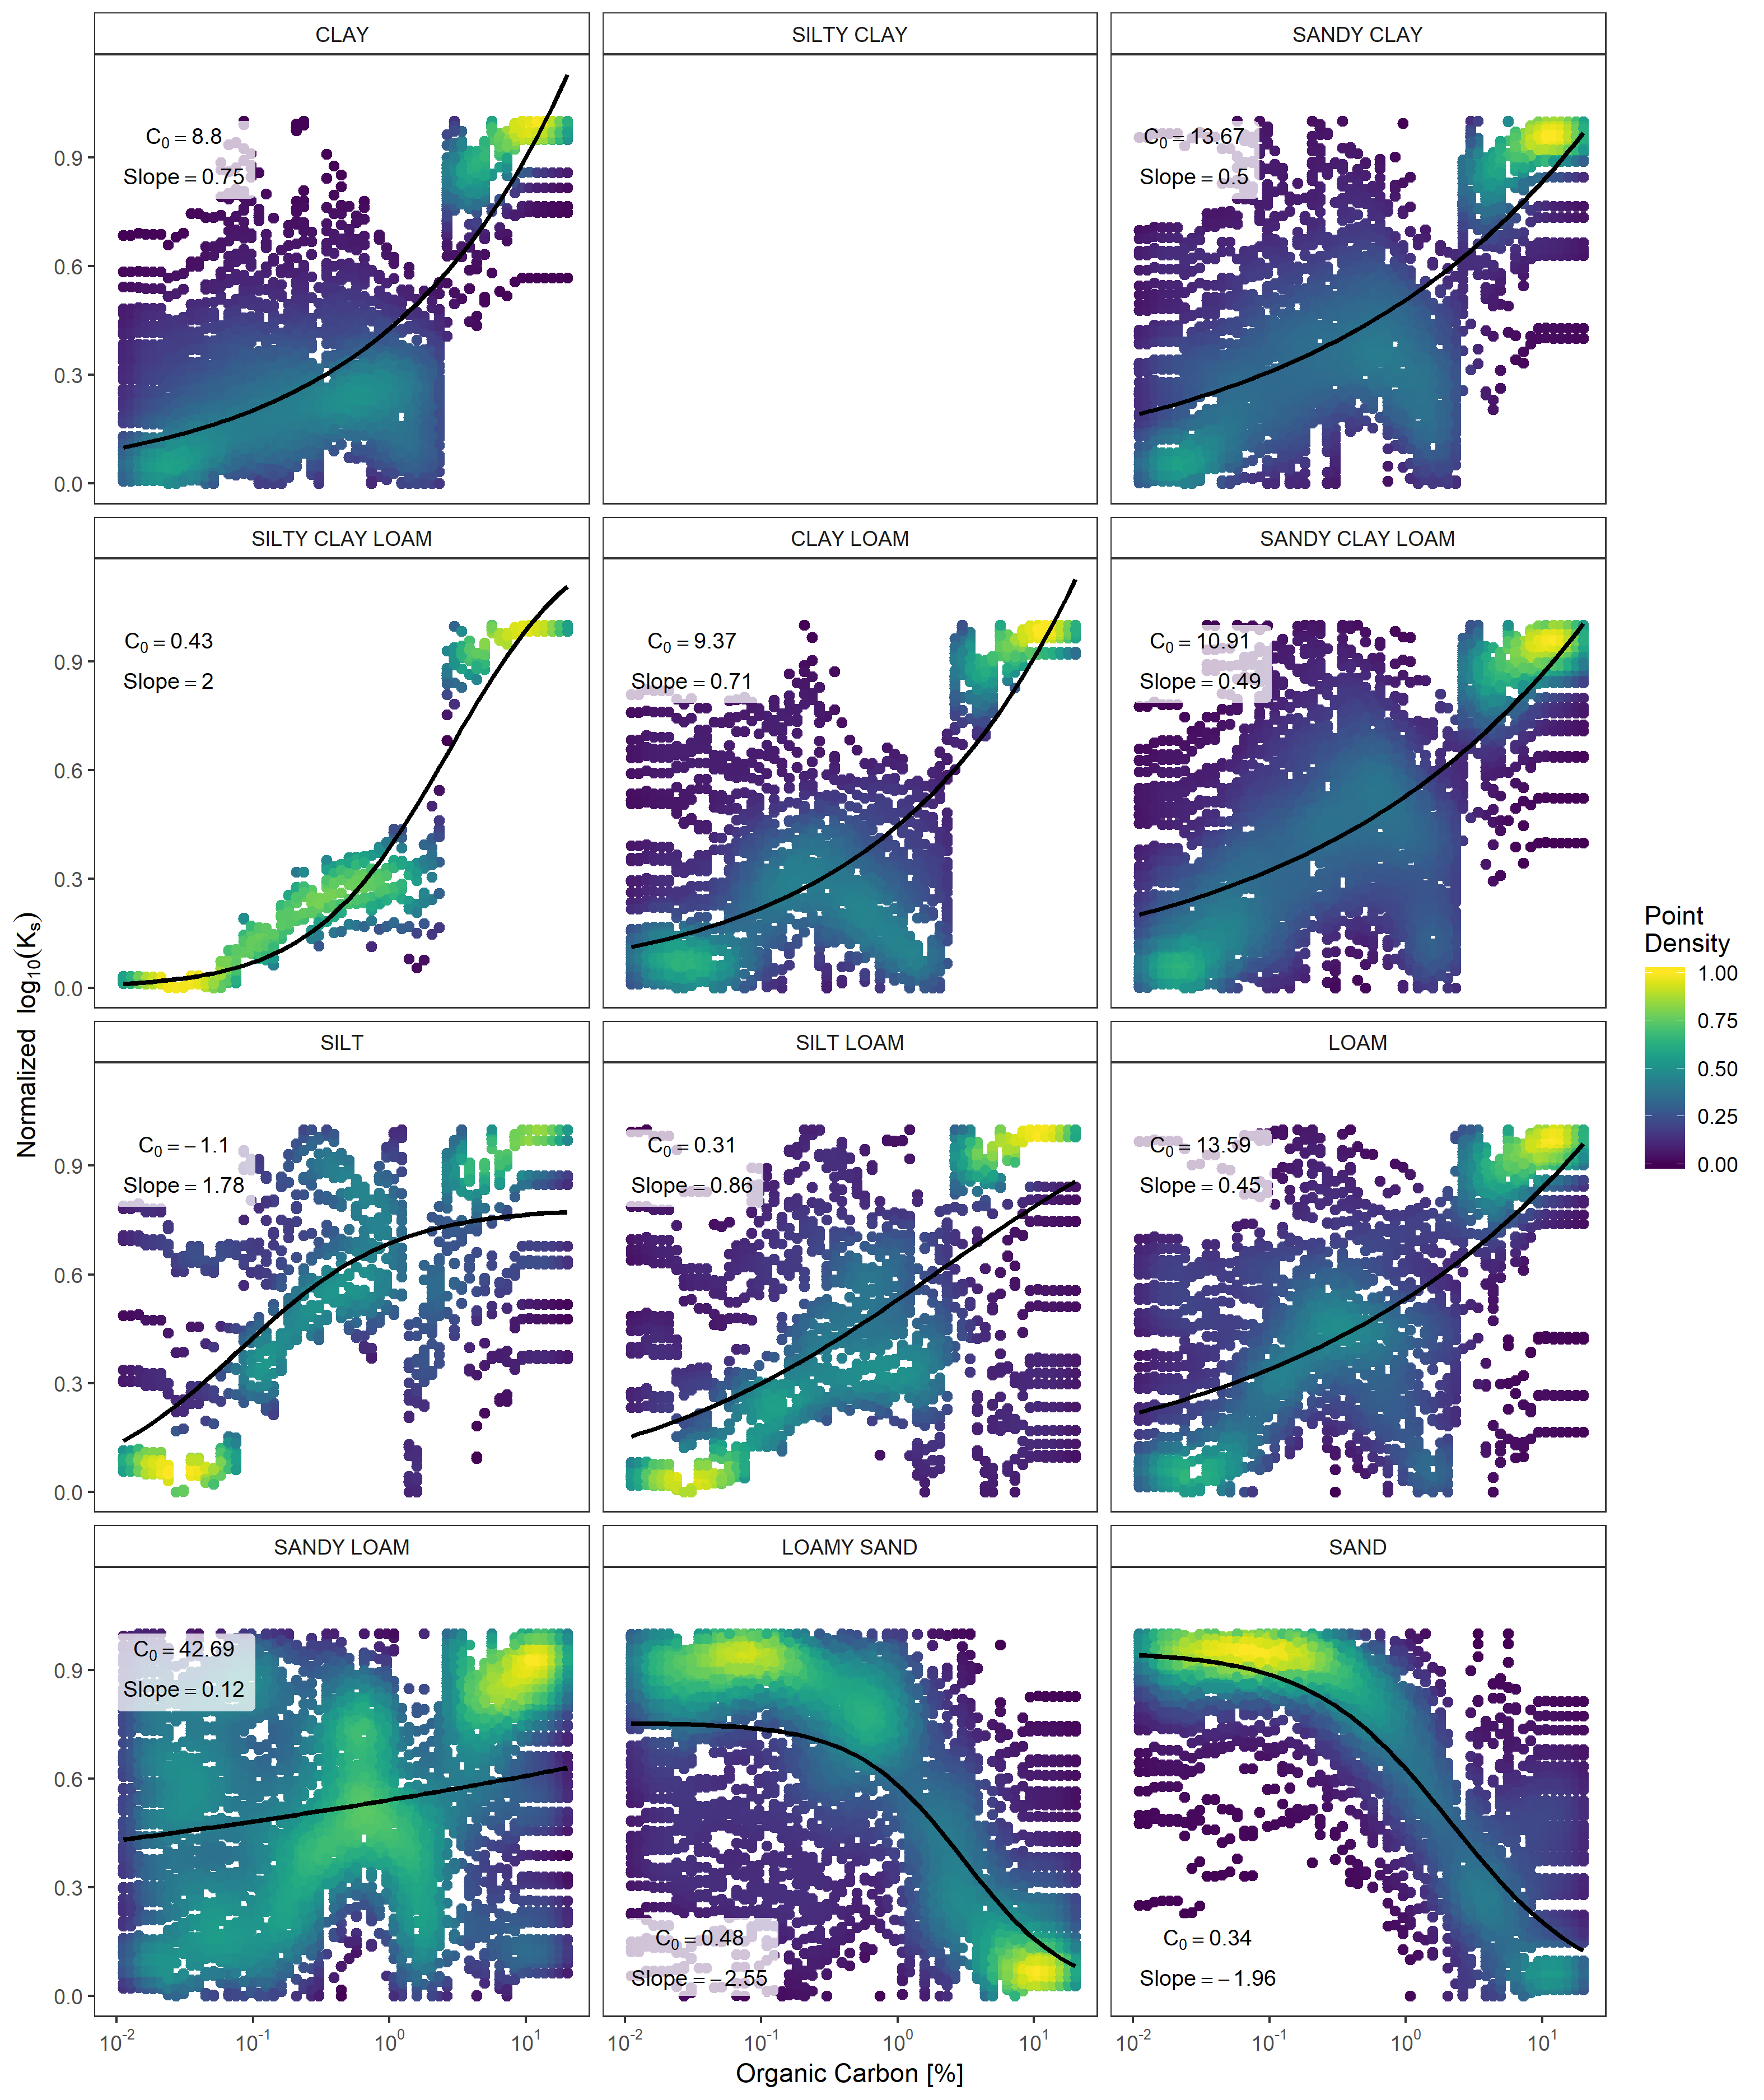 CLAY
SILTY CLAY
SANDY CLAY
C₀ = 8.8
Slope = 0.75
C₀ = 13.67
Slope = 0.5
0.9
0.6
0.3
0.0
SILTY CLAY LOAM
CLAY LOAM
SANDY CLAY LOAM
C₀ = 0.43
Slope = 2
C₀ = 9.37
Slope = 0.71
C₀ = 10.91
Slope = 0.49
0.9
0.6
0.3
0.0
SILT
SILT LOAM
LOAM
C₀ = −1.1
Slope = 1.78
C₀ = 0.31
Slope = 0.86
C₀ = 13.59
Slope = 0.45
0.9
0.6
0.3
0.0
SANDY LOAM
LOAMY SAND
SAND
C₀ = 42.69
Slope = 0.12
C₀ = 0.48
Slope = −2.55
C₀ = 0.34
Slope = −1.96
0.9
0.6
0.3
0.0
10⁻² 10⁻¹ 10⁰ 10¹
10⁻² 10⁻¹ 10⁰ 10¹
10⁻² 10⁻¹ 10⁰ 10¹
Organic Carbon [%]
Normalized log₁₀(Kₛ)
Point
Density
1.00
0.75
0.50
0.25
0.00